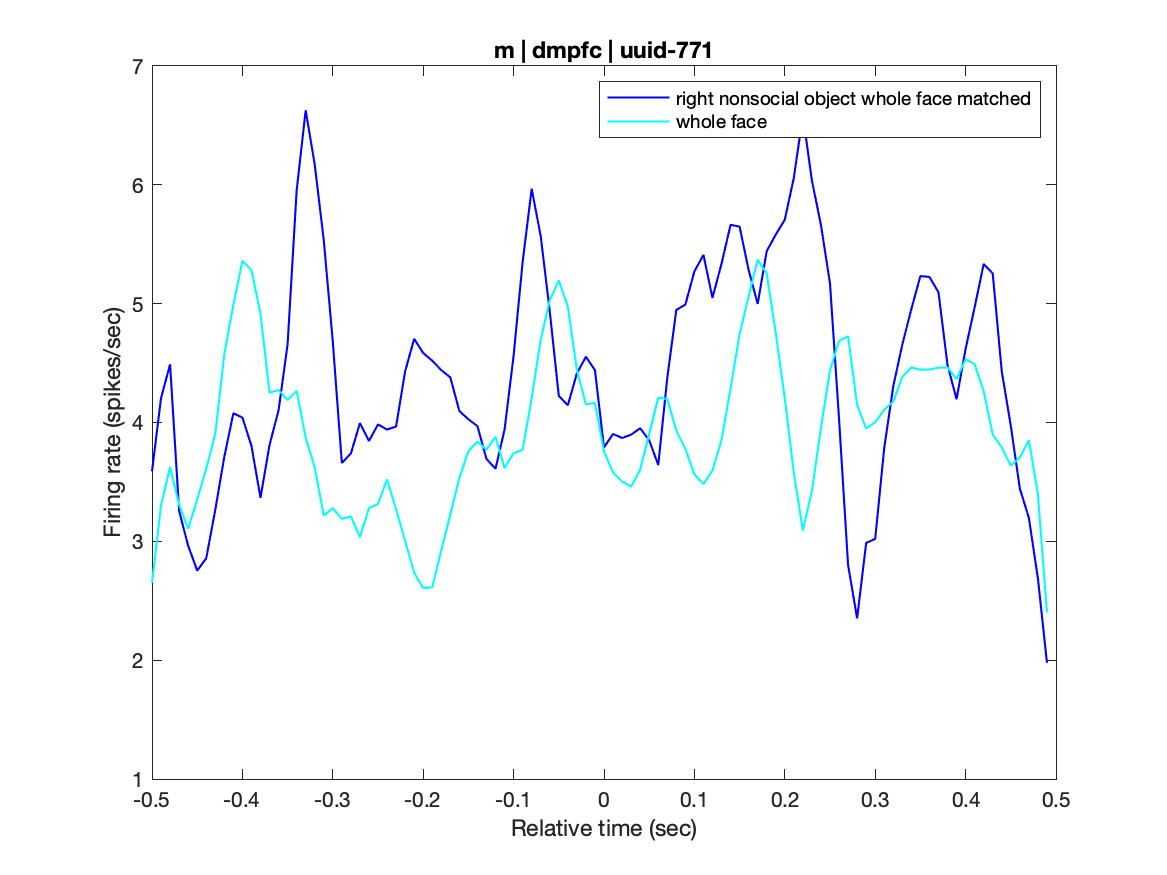 m | dmpfc | uuid-771
7
right nonsocial object whole face matched
whole face
6
5
4
3
2
1
Firing rate (spikes/sec)
-0.5 -0.4 -0.3 -0.2 -0.1 0 0.1 0.2 0.3 0.4 0.5
Relative time (sec)